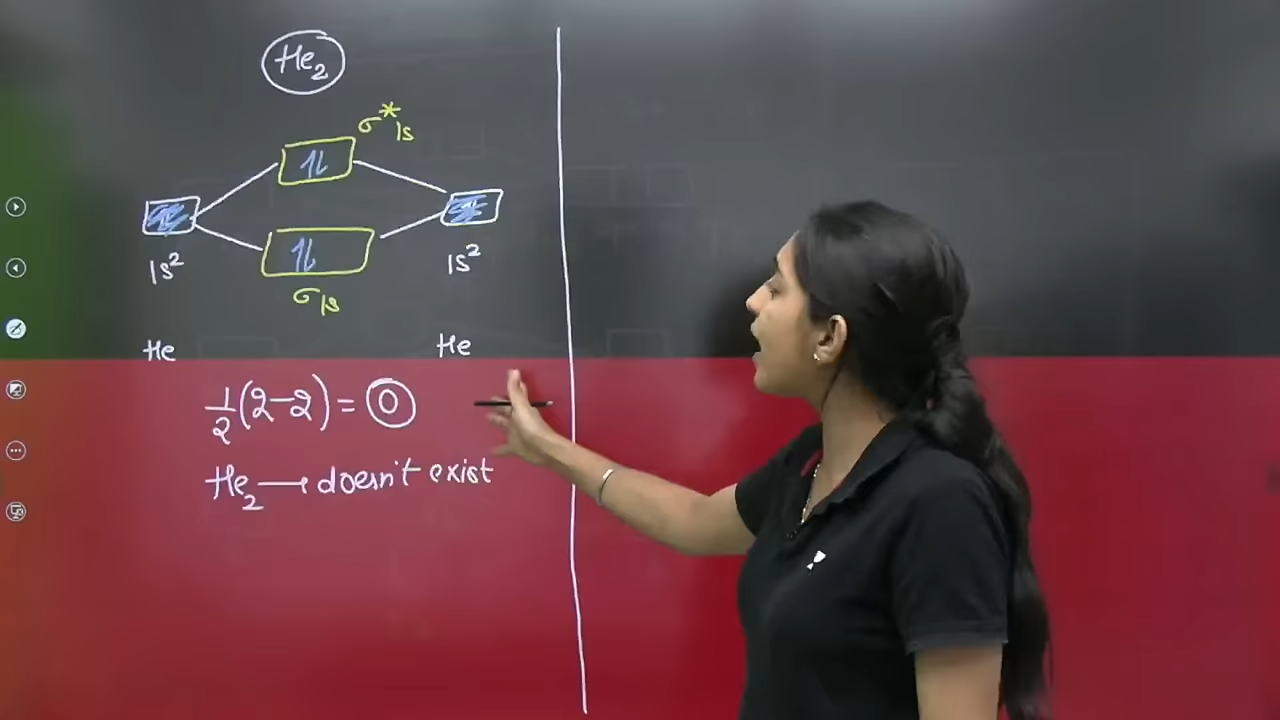 He₂
σ*1s
1s² 1s²
σ1s
He He
1/2(2-2) = 0
He₂ → doesn't exist